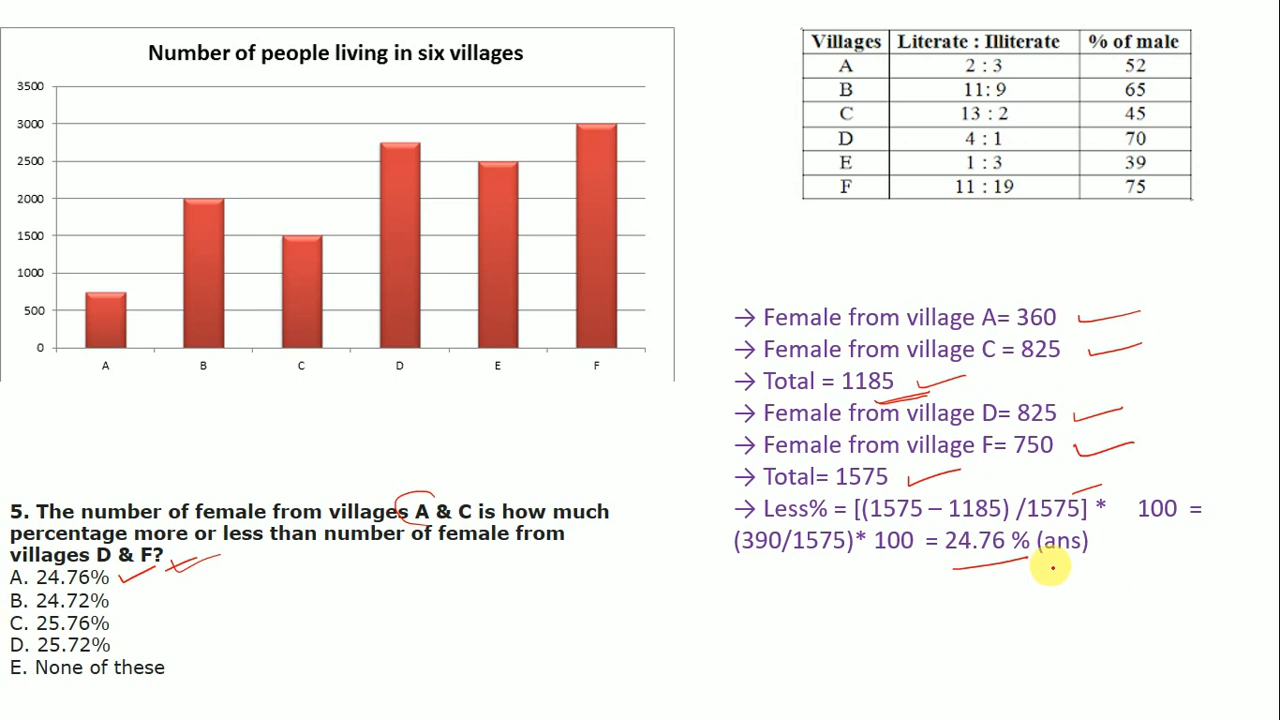 Number of people living in six villages
3500
3000
2500
2000
1500
1000
500
0
A B C D E F
Villages Literate : Illiterate % of male
A 2 : 3 52
B 11: 9 65
C 13 : 2 45
D 4 : 1 70
E 1 : 3 39
F 11 : 19 75
→ Female from village A= 360
→ Female from village C = 825
→ Total = 1185
→ Female from village D= 825
→ Female from village F= 750
→ Total= 1575
→ Less% = [(1575 – 1185) /1575] * 100 =
(390/1575)* 100 = 24.76 % (ans)
5. The number of female from villages A & C is how much
percentage more or less than number of female from
villages D & F?
A. 24.76%
B. 24.72%
C. 25.76%
D. 25.72%
E. None of these